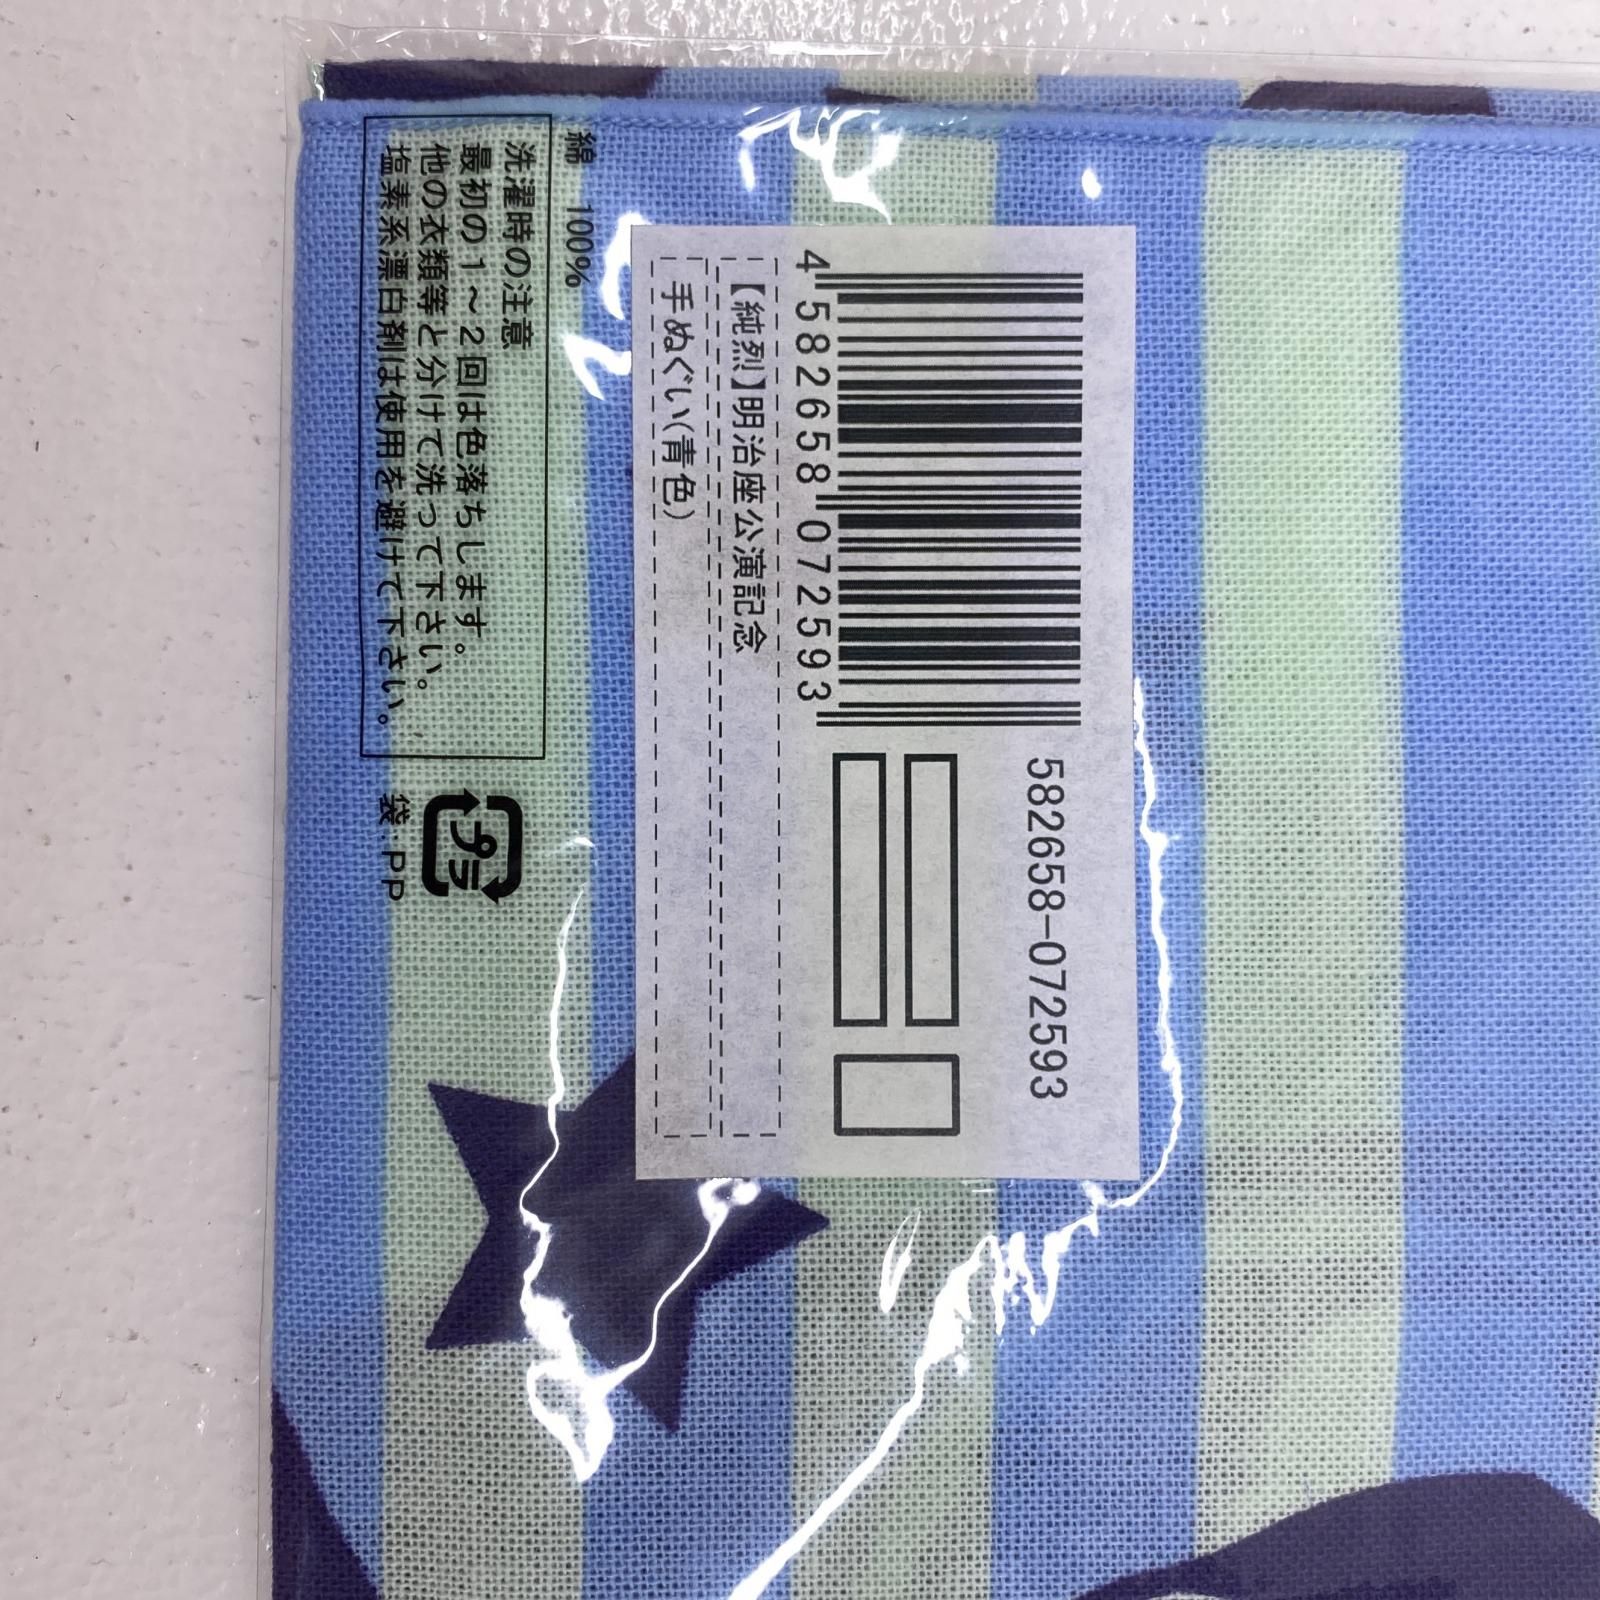 綿 100%
洗濯時の注意
最初の1～2回は色落ちします。
他の衣類等と分けて洗って下さい。
塩素系漂白剤は使用を避けて下さい。
プラ
袋:PP
582658-072593
4 582658 072593
【純烈】明治座公演記念
手ぬぐい(青色)